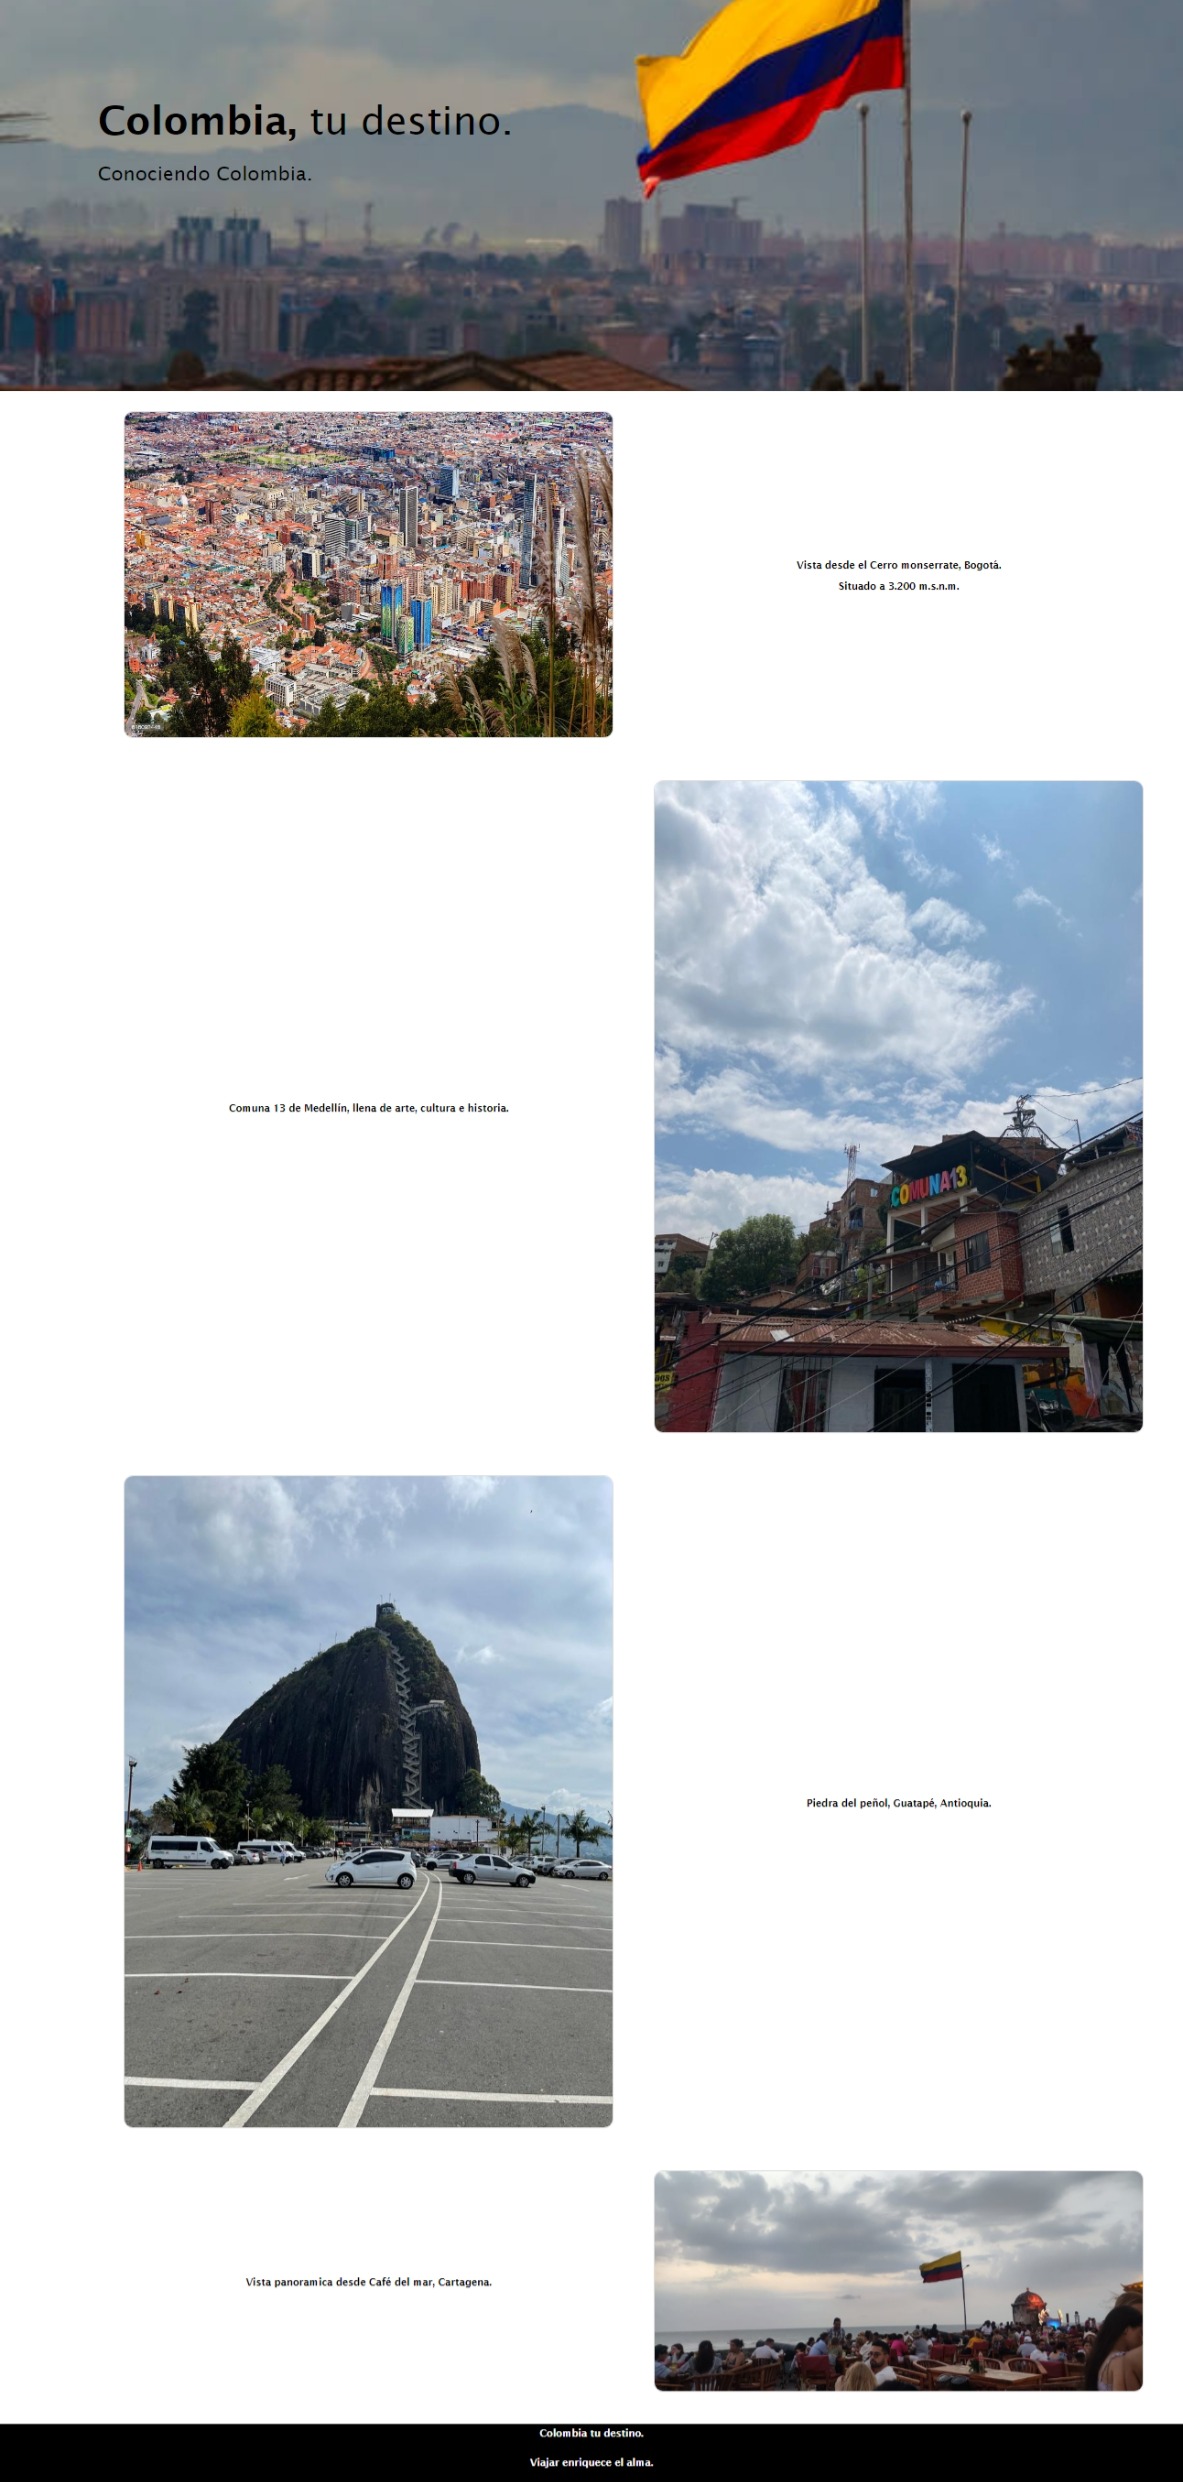 Colombia, tu destino.
Conociendo Colombia.
Vista desde el Cerro monserrate, Bogotá.
Situado a 3.200 m.s.n.m.
Comuna 13 de Medellín, llena de arte, cultura e historia.
COMUNA13
Piedra del peñol, Guatapé, Antioquia.
Vista panoramica desde Café del mar, Cartagena.
Colombia tu destino.
Viajar enriquece el alma.